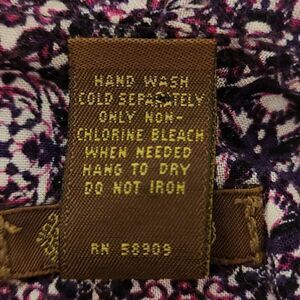 HAND WASH
COLD SEPARATELY
ONLY NON-
CHLORINE BLEACH
WHEN NEEDED
HANG TO DRY
DO NOT IRON
RN 58909